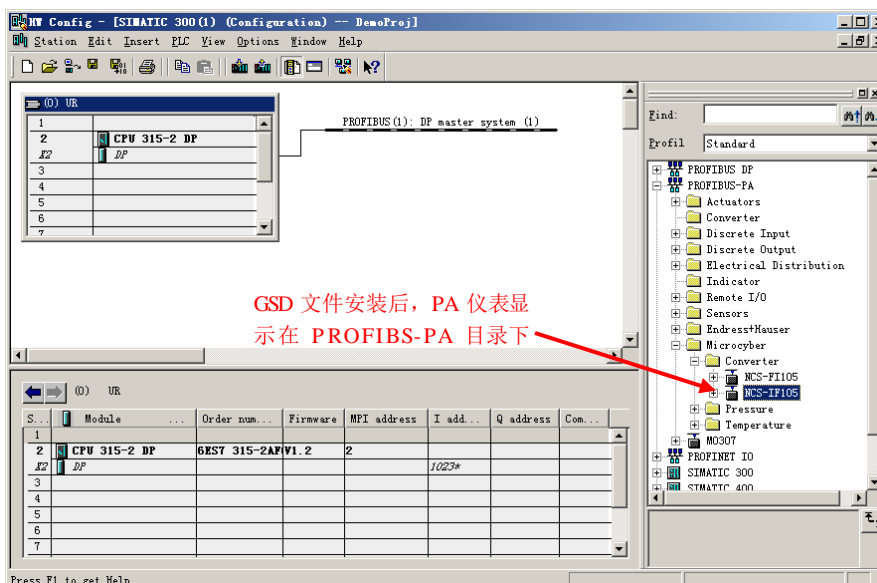 HW Config - [SIMATIC 300(1) (Configuration) -- DemoProj]
Station Edit Insert PLC View Options Window Help
(0) UR
1
2 CPU 315-2 DP
X2 DP
3
4
5
6
7
PROFIBUS(1): DP master system (1)
GSD 文件安装后，PA 仪表显
示在 PROFIBS-PA 目录下
Find:
Profil Standard
PROFIBUS DP
PROFIBUS-PA
Actuators
Converter
Discrete Input
Discrete Output
Electrical Distribution
Indicator
Remote I/O
Sensors
Endress+Hauser
Microcyber
Converter
NCS-FI105
NCS-IF105
Pressure
Temperature
M0307
PROFINET IO
SIMATIC 300
SIMATIC 400
(0) UR
S... Module ... Order num... Firmware MPI address I add... Q address Com...
1
2 CPU 315-2 DP 6ES7 315-2AF V1.2 2
X2 DP 1023*
3
4
5
6
7
Press F1 to get Help